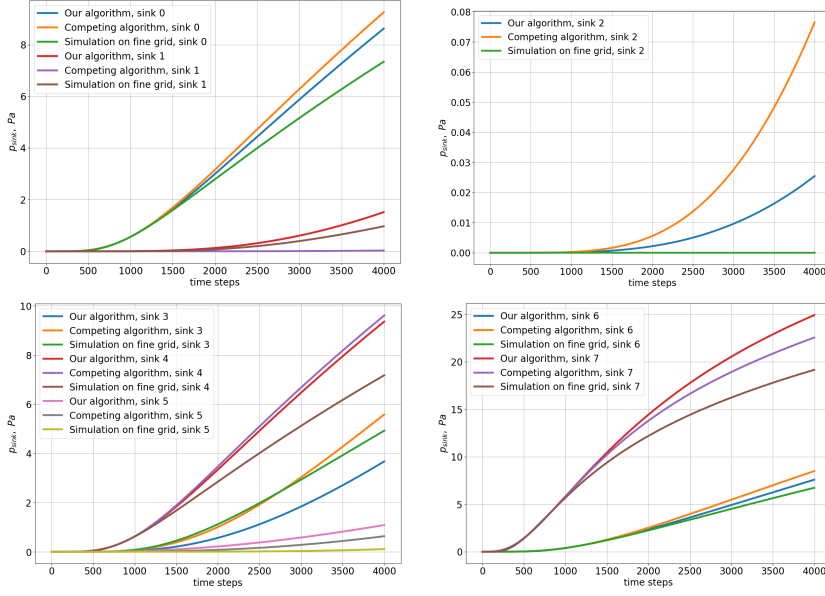 Our algorithm, sink 0
Competing algorithm, sink 0
Simulation on fine grid, sink 0
Our algorithm, sink 1
Competing algorithm, sink 1
Simulation on fine grid, sink 1
8
6
4
2
0
p_sink, Pa
0 500 1000 1500 2000 2500 3000 3500 4000
time steps
Our algorithm, sink 2
Competing algorithm, sink 2
Simulation on fine grid, sink 2
0.08
0.07
0.06
0.05
0.04
0.03
0.02
0.01
0.00
p_sink, Pa
0 500 1000 1500 2000 2500 3000 3500 4000
time steps
Our algorithm, sink 3
Competing algorithm, sink 3
Simulation on fine grid, sink 3
Our algorithm, sink 4
Competing algorithm, sink 4
Simulation on fine grid, sink 4
Our algorithm, sink 5
Competing algorithm, sink 5
Simulation on fine grid, sink 5
10
8
6
4
2
0
p_sink, Pa
0 500 1000 1500 2000 2500 3000 3500 4000
time steps
Our algorithm, sink 6
Competing algorithm, sink 6
Simulation on fine grid, sink 6
Our algorithm, sink 7
Competing algorithm, sink 7
Simulation on fine grid, sink 7
25
20
15
10
5
0
p_sink, Pa
0 500 1000 1500 2000 2500 3000 3500 4000
time steps